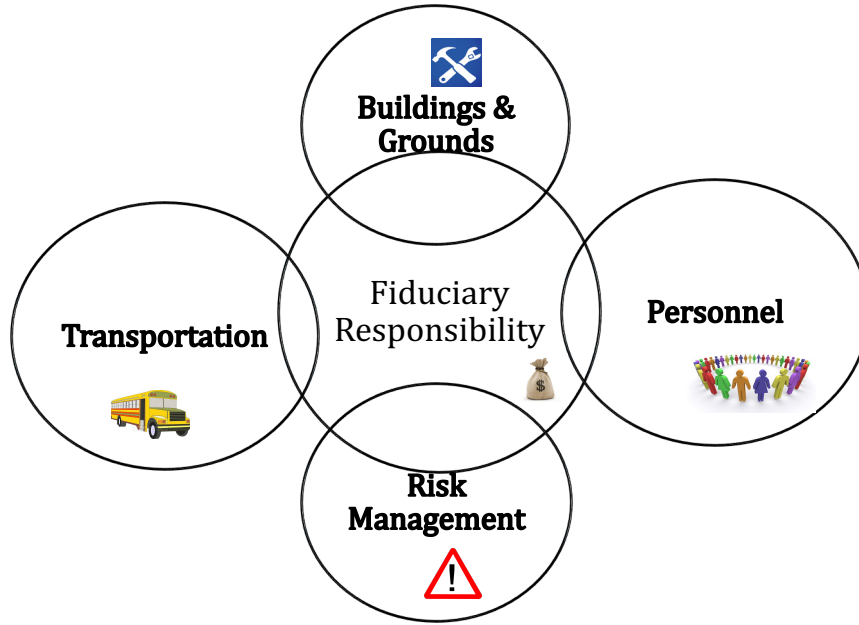 Buildings &
Grounds
Fiduciary
Responsibility
Transportation
Personnel
$
Risk
Management
!